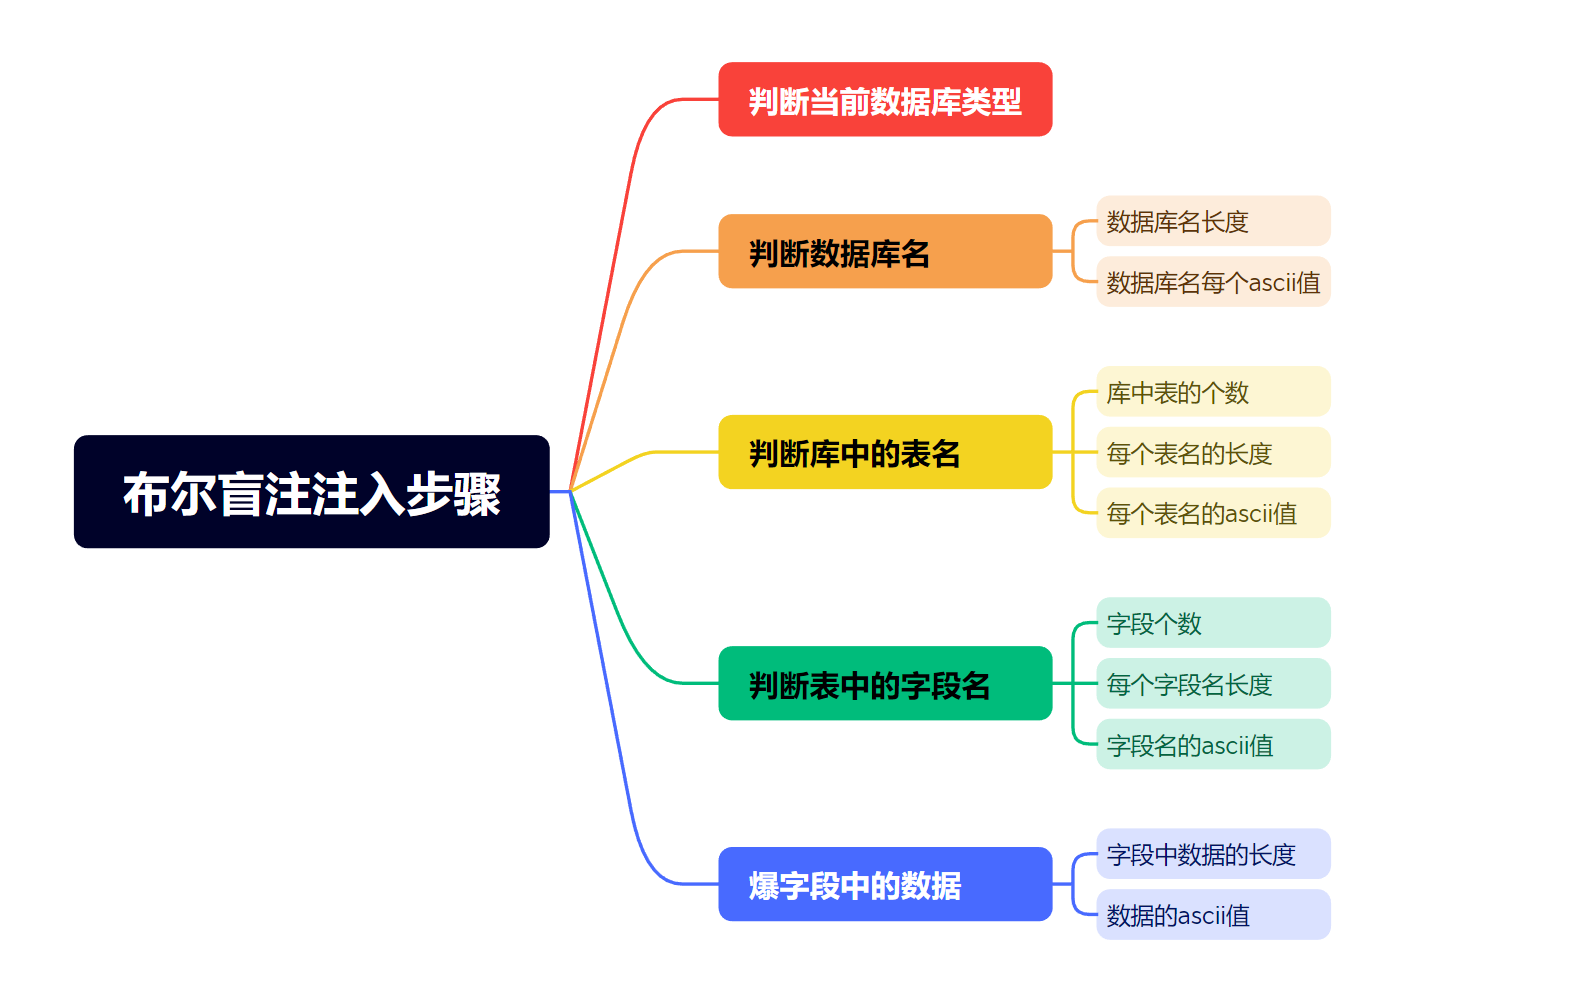 布尔盲注注入步骤
判断当前数据库类型
判断数据库名
数据库名长度
数据库名每个ascii值
判断库中的表名
库中表的个数
每个表名的长度
每个表名的ascii值
判断表中的字段名
字段个数
每个字段名长度
字段名的ascii值
爆字段中的数据
字段中数据的长度
数据的ascii值